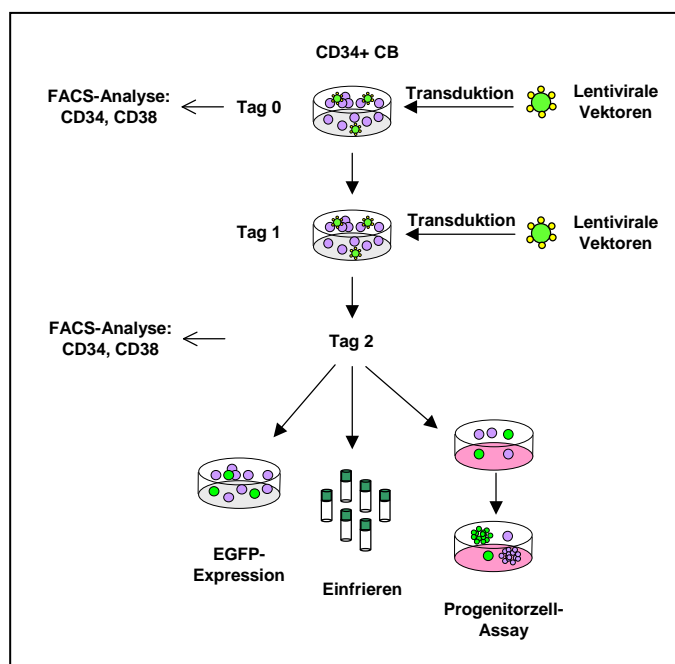 CD34+ CB
FACS-Analyse:
CD34, CD38
Tag 0
Transduktion
Lentivirale
Vektoren
Tag 1
Transduktion
Lentivirale
Vektoren
FACS-Analyse:
CD34, CD38
Tag 2
EGFP-
Expression
Einfrieren
Progenitorzell-
Assay